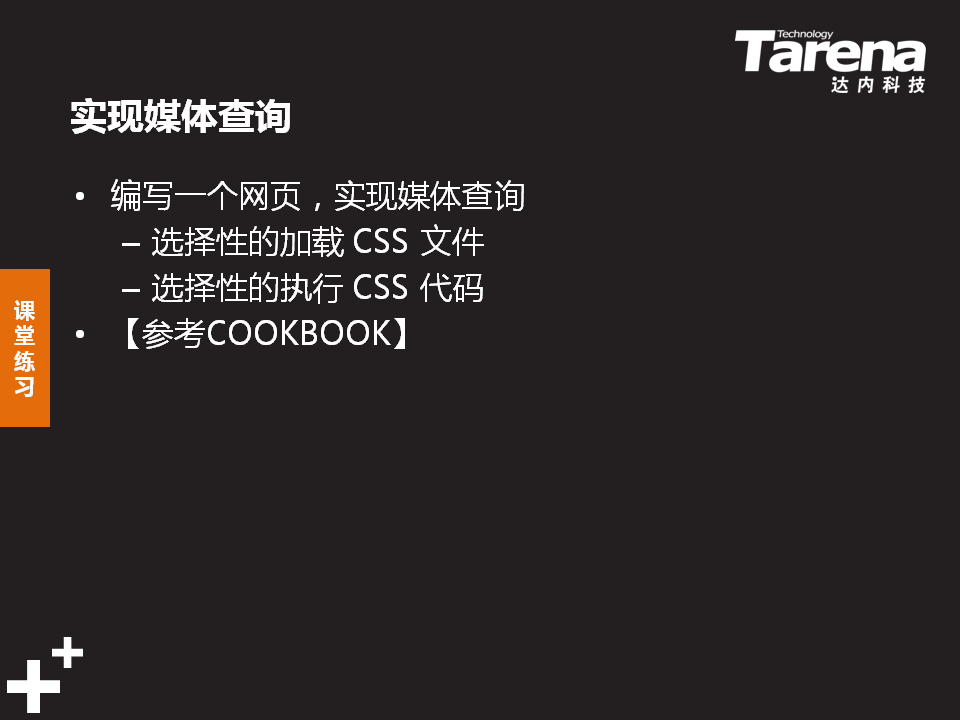 Technology
Tarena
达内科技
实现媒体查询
• 编写一个网页，实现媒体查询
– 选择性的加载 CSS 文件
– 选择性的执行 CSS 代码
• 【参考COOKBOOK】
课
堂
练
习